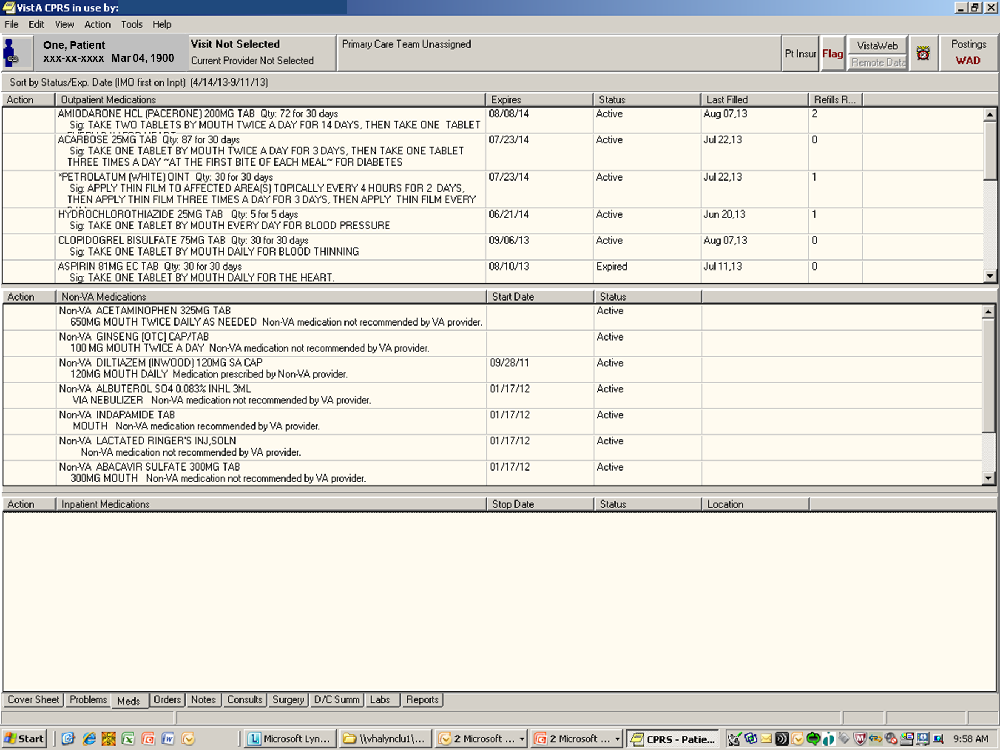 VistA CPRS in use by:
File Edit View Action Tools Help
One, Patient
xxx-xx-xxxx Mar 04, 1900
Visit Not Selected
Current Provider Not Selected
Primary Care Team Unassigned
Pt Insur
Flag
VistaWeb
Remote Data
Postings
WAD
Sort by Status/Exp. Date (IMO first on Inpt) (4/14/13-9/11/13)
Action Outpatient Medications Expires Status Last Filled Refills R...
AMIODARONE HCL (PACERONE) 200MG TAB Qty: 72 for 30 days 08/08/14 Active Aug 07,13 2
Sig: TAKE TWO TABLETS BY MOUTH TWICE A DAY FOR 14 DAYS, THEN TAKE ONE TABLET
ACARBOSE 25MG TAB Qty: 87 for 30 days 07/23/14 Active Jul 22,13 0
Sig: TAKE ONE TABLET BY MOUTH TWICE A DAY FOR 3 DAYS, THEN TAKE ONE TABLET
THREE TIMES A DAY ~AT THE FIRST BITE OF EACH MEAL~ FOR DIABETES
*PETROLATUM (WHITE) OINT Qty: 30 for 30 days 07/23/14 Active Jul 22,13 1
Sig: APPLY THIN FILM TO AFFECTED AREA(S) TOPICALLY EVERY 4 HOURS FOR 2 DAYS,
THEN APPLY THIN FILM THREE TIMES A DAY FOR 3 DAYS, THEN APPLY THIN FILM EVERY
HYDROCHLOROTHIAZIDE 25MG TAB Qty: 5 for 5 days 06/21/14 Active Jun 20,13 1
Sig: TAKE ONE TABLET BY MOUTH EVERY DAY FOR BLOOD PRESSURE
CLOPIDOGREL BISULFATE 75MG TAB Qty: 30 for 30 days 09/06/13 Active Aug 07,13 0
Sig: TAKE ONE TABLET BY MOUTH DAILY FOR BLOOD THINNING
ASPIRIN 81MG EC TAB Qty: 30 for 30 days 08/10/13 Expired Jul 11,13 0
Sig: TAKE ONE TABLET BY MOUTH DAILY FOR THE HEART.
Action Non-VA Medications Start Date Status
Non-VA ACETAMINOPHEN 325MG TAB Active
650MG MOUTH TWICE DAILY AS NEEDED Non-VA medication not recommended by VA provider.
Non-VA GINSENG [OTC] CAP/TAB Active
100 MG MOUTH TWICE A DAY Non-VA medication not recommended by VA provider.
Non-VA DILTIAZEM (INWOOD) 120MG SA CAP 09/28/11 Active
120MG MOUTH DAILY Medication prescribed by Non-VA provider.
Non-VA ALBUTEROL SO4 0.083% INHL 3ML 01/17/12 Active
VIA NEBULIZER Non-VA medication not recommended by VA provider.
Non-VA INDAPAMIDE TAB 01/17/12 Active
MOUTH Non-VA medication recommended by VA provider.
Non-VA LACTATED RINGER'S INJ,SOLN 01/17/12 Active
Non-VA medication not recommended by VA provider.
Non-VA ABACAVIR SULFATE 300MG TAB 01/17/12 Active
300MG MOUTH Non-VA medication not recommended by VA provider.
Action Inpatient Medications Stop Date Status Location
Cover Sheet Problems Meds Orders Notes Consults Surgery D/C Summ Labs Reports
Start Microsoft Lyn... \\vhalynclu1\... 2 Microsoft ... 2 Microsoft ... CPRS - Patie... 9:58 AM